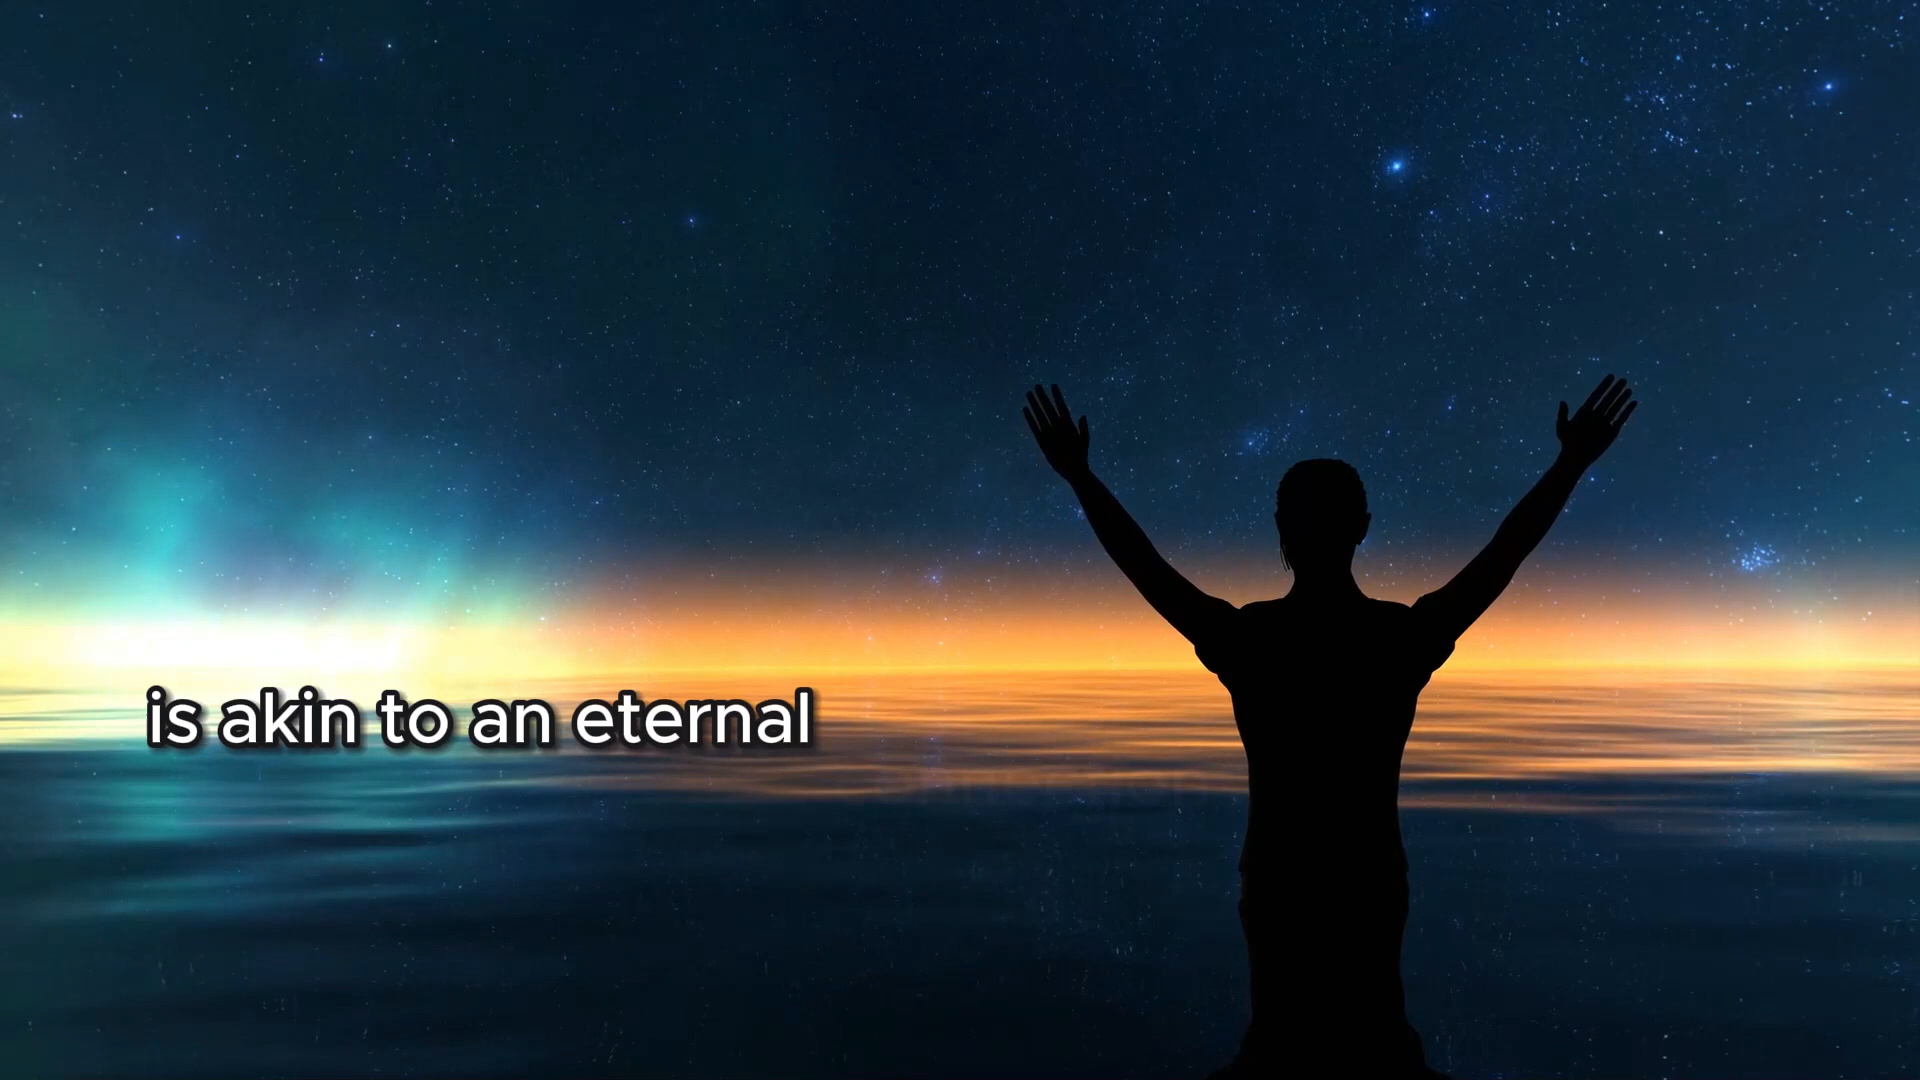 is akin to an eternal